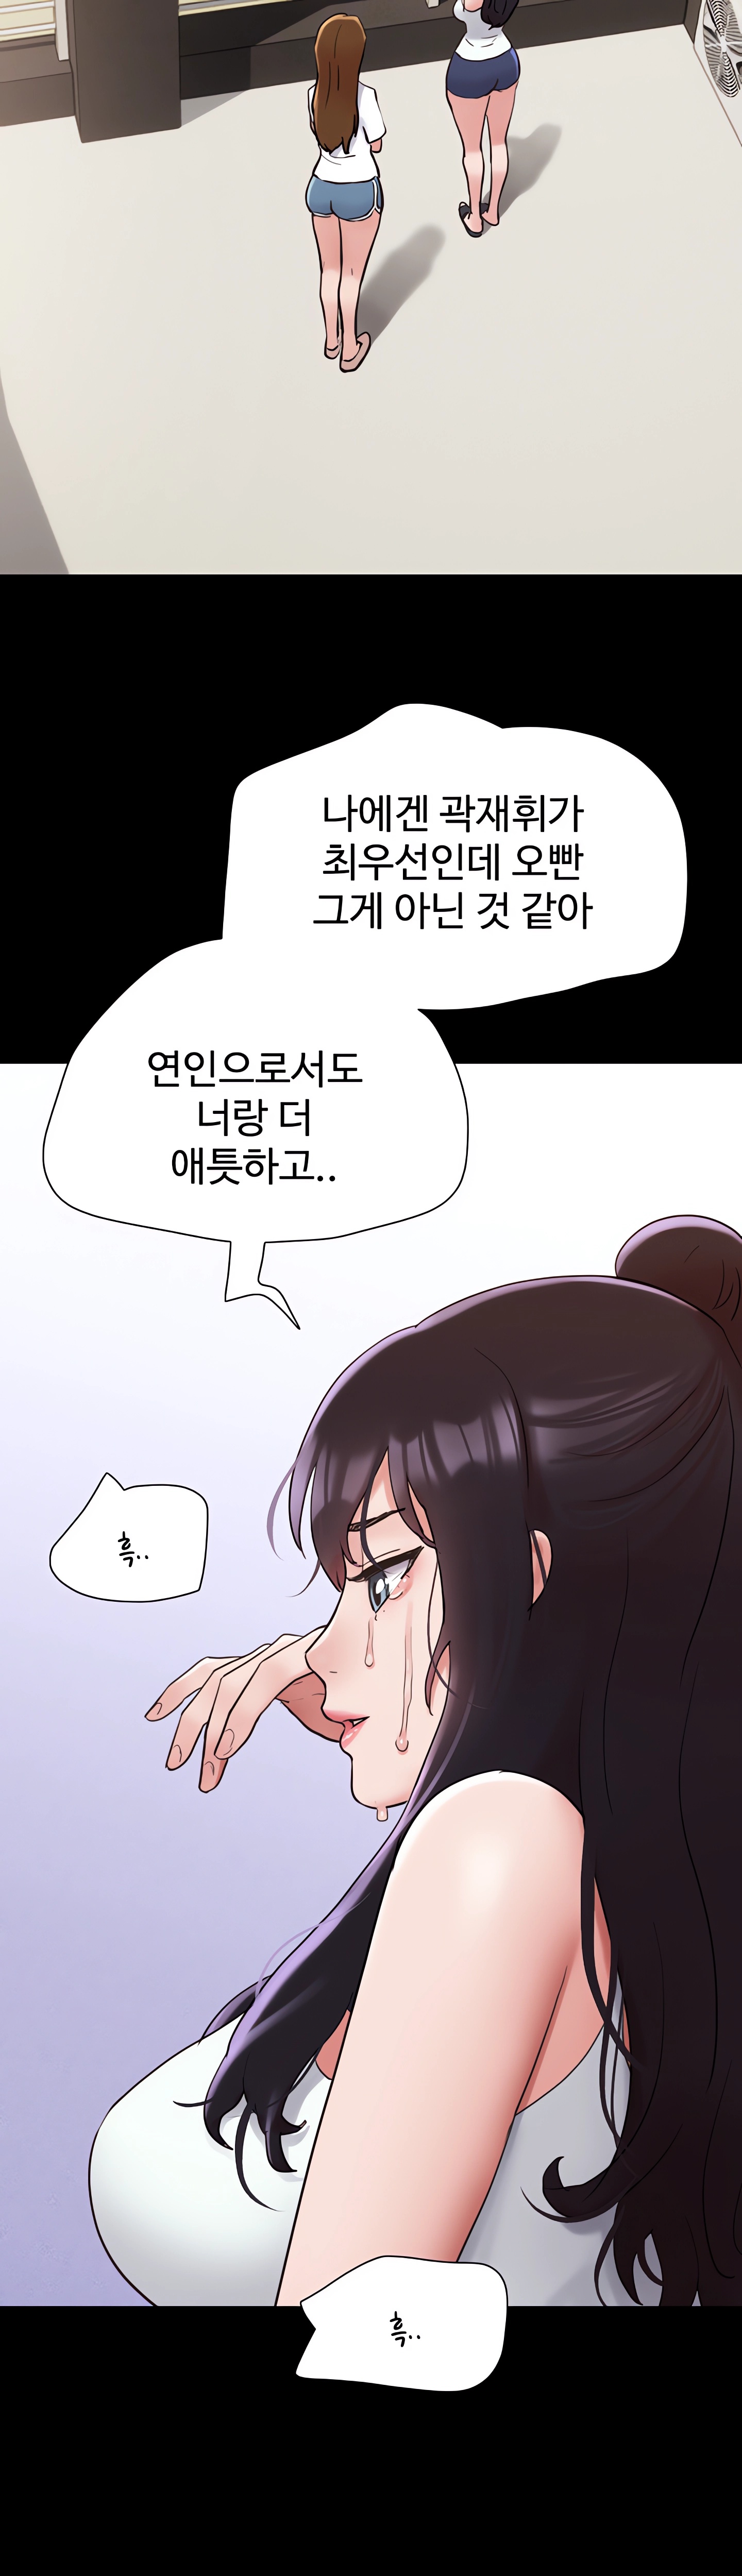 나에겐 곽재휘가
최우선인데 오빤
그게 아닌 것 같아
연인으로서도
너랑 더
애틋하고..
흑..
흑..